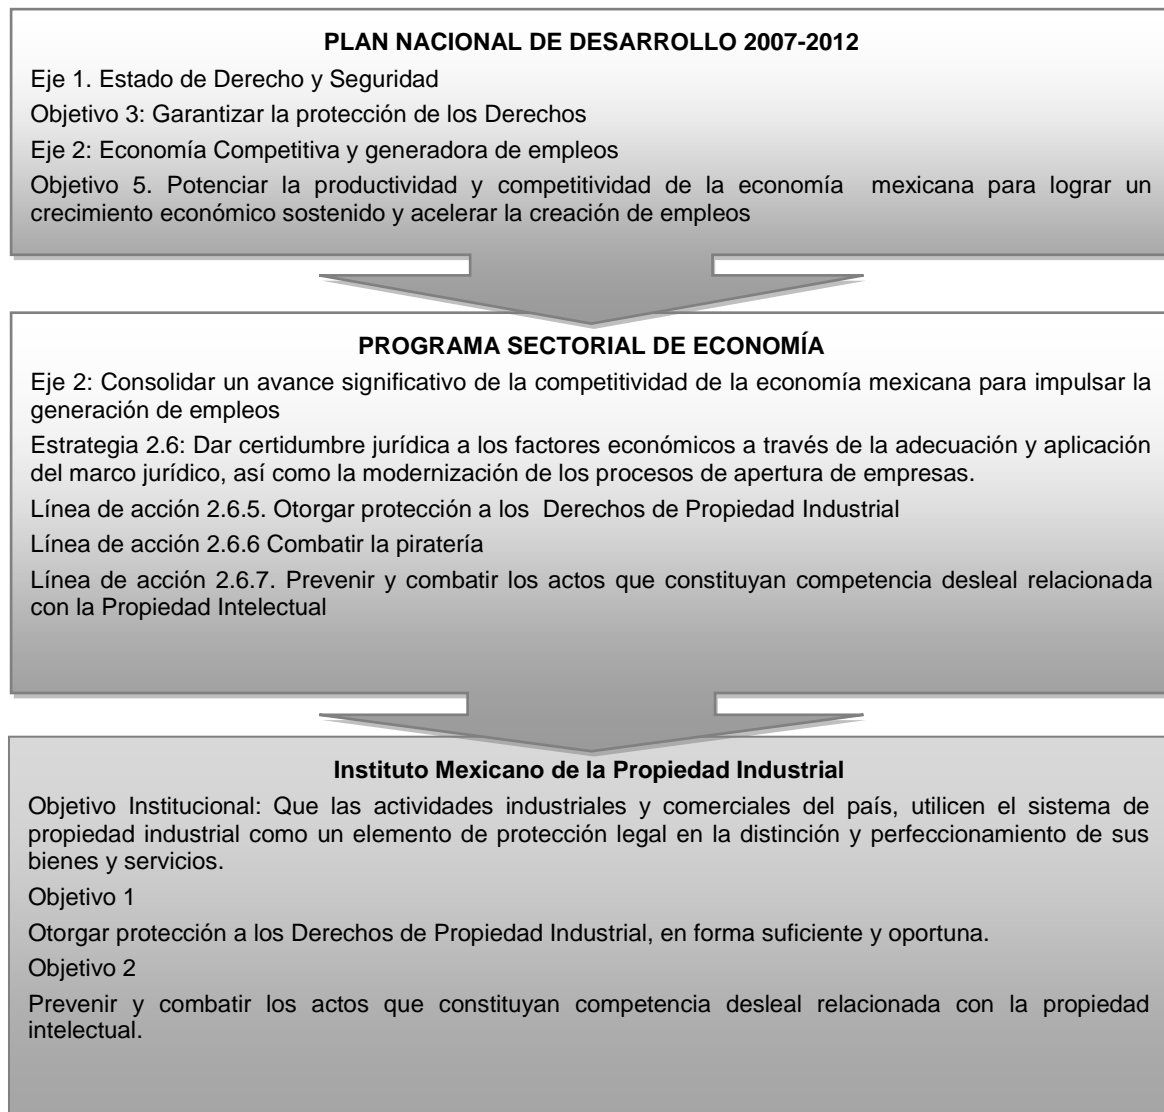 PLAN NACIONAL DE DESARROLLO 2007-2012
Eje 1. Estado de Derecho y Seguridad
Objetivo 3: Garantizar la protección de los Derechos
Eje 2: Economía Competitiva y generadora de empleos
Objetivo 5. Potenciar la productividad y competitividad de la economía mexicana para lograr un
crecimiento económico sostenido y acelerar la creación de empleos
PROGRAMA SECTORIAL DE ECONOMÍA
Eje 2: Consolidar un avance significativo de la competitividad de la economía mexicana para impulsar la
generación de empleos
Estrategia 2.6: Dar certidumbre jurídica a los factores económicos a través de la adecuación y aplicación
del marco jurídico, así como la modernización de los procesos de apertura de empresas.
Línea de acción 2.6.5. Otorgar protección a los Derechos de Propiedad Industrial
Línea de acción 2.6.6 Combatir la piratería
Línea de acción 2.6.7. Prevenir y combatir los actos que constituyan competencia desleal relacionada
con la Propiedad Intelectual
Instituto Mexicano de la Propiedad Industrial
Objetivo Institucional: Que las actividades industriales y comerciales del país, utilicen el sistema de
propiedad industrial como un elemento de protección legal en la distinción y perfeccionamiento de sus
bienes y servicios.
Objetivo 1
Otorgar protección a los Derechos de Propiedad Industrial, en forma suficiente y oportuna.
Objetivo 2
Prevenir y combatir los actos que constituyan competencia desleal relacionada con la propiedad
intelectual.